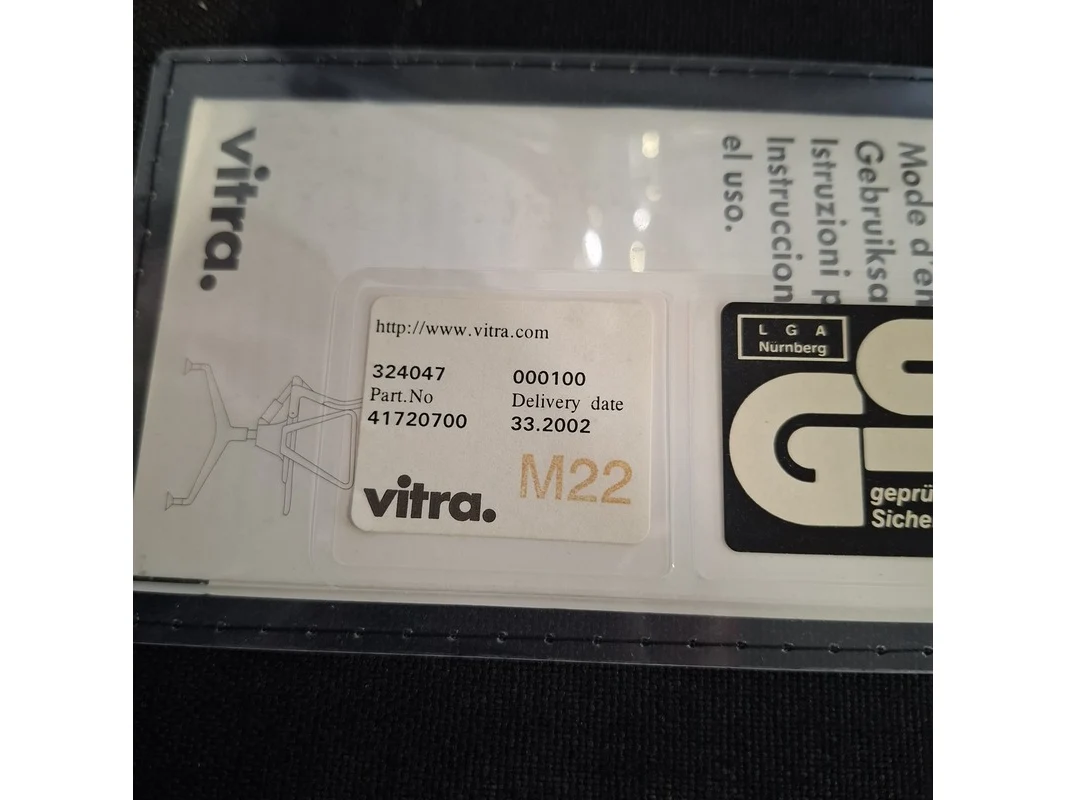 vitra.
Mode d'em
Gebruiksa
Istruzioni p
Instruccion
el uso.
http://www.vitra.com
324047 000100
Part.No Delivery date
41720700 33.2002
M22
vitra.
L G A
Nürnberg
GS
geprü
Siche